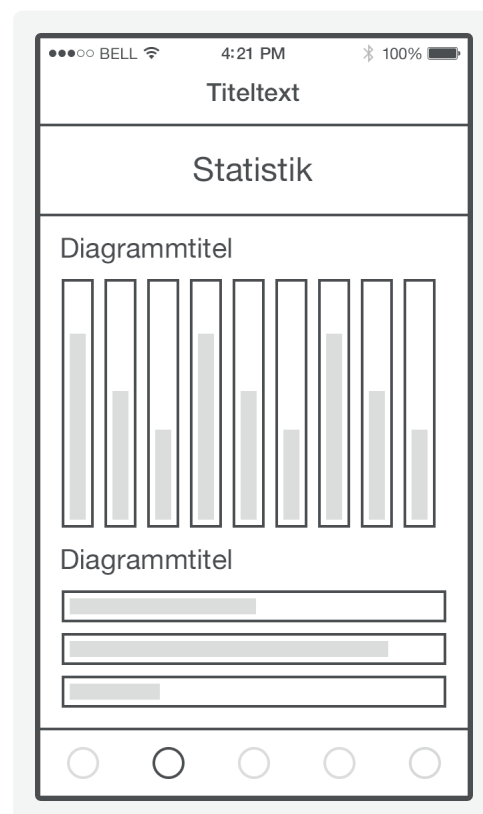 BELL 4:21 PM 100%
Titeltext
Statistik
Diagrammtitel
Diagrammtitel